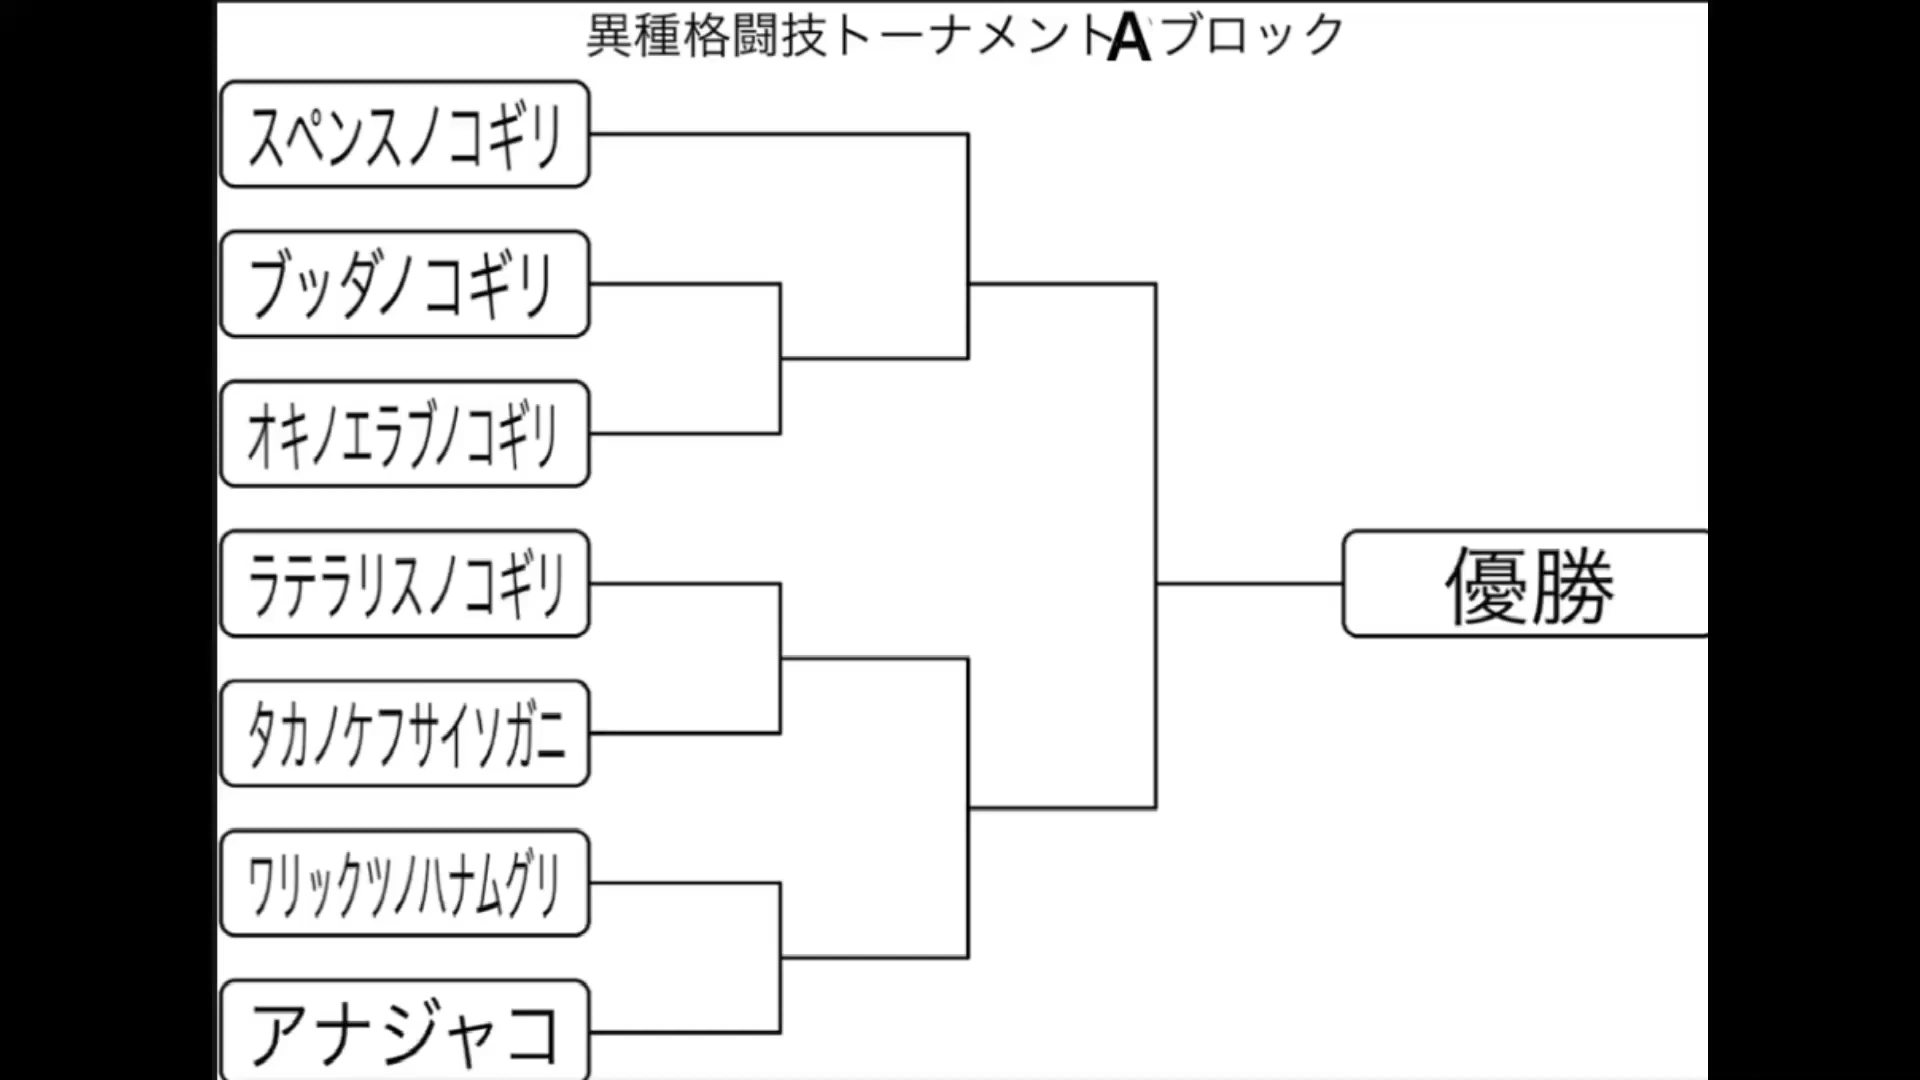 異種格闘技トーナメントAブロック
スペンスノコギリ
ブッダノコギリ
オキノエラブノコギリ
ラテラリスノコギリ
タカノケフサイソガニ
ワリックツノハナムグリ
アナジャコ
優勝